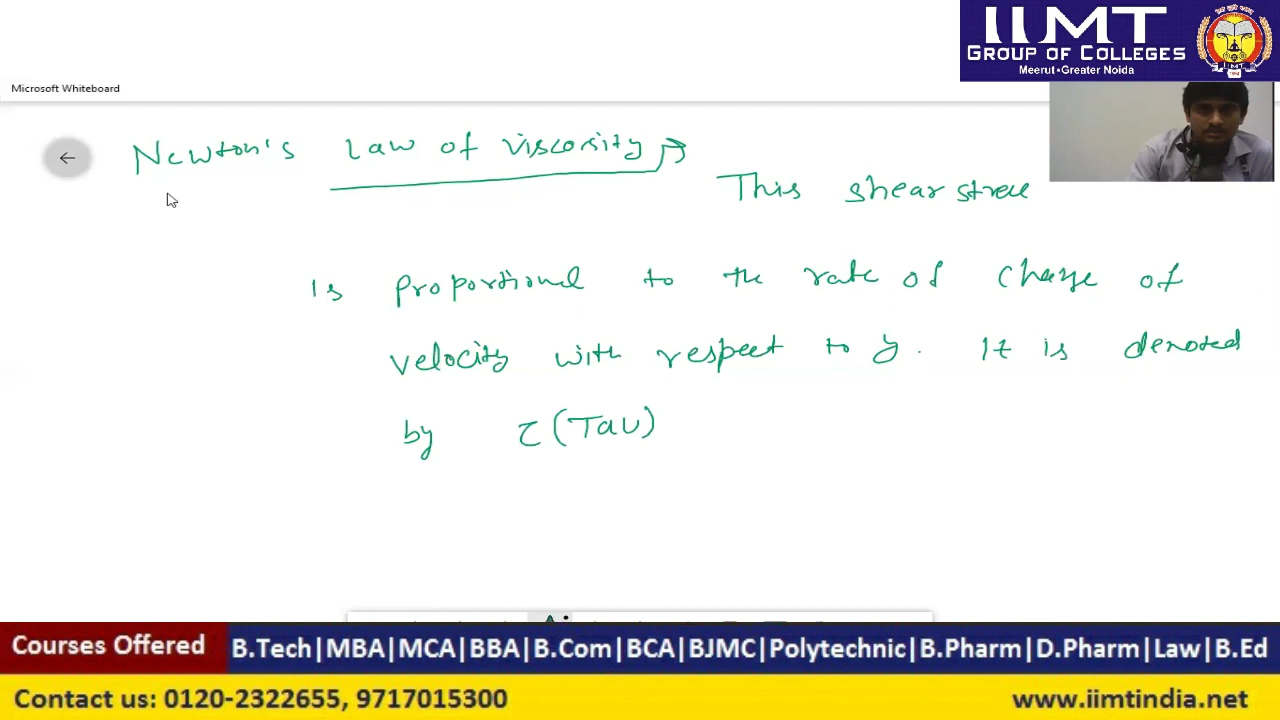 IIMT
GROUP OF COLLEGES
Meerut•Greater Noida
IIMT
Microsoft Whiteboard
Newton's Law of viscosity
This shear stress
is proportional to the rate of change of
velocity with respect to y. It is denoted
by τ (Tau)
Courses Offered B.Tech|MBA|MCA|BBA|B.Com|BCA|BJMC|Polytechnic|B.Pharm|D.Pharm|Law|B.Ed
Contact us: 0120-2322655, 9717015300 www.iimtindia.net